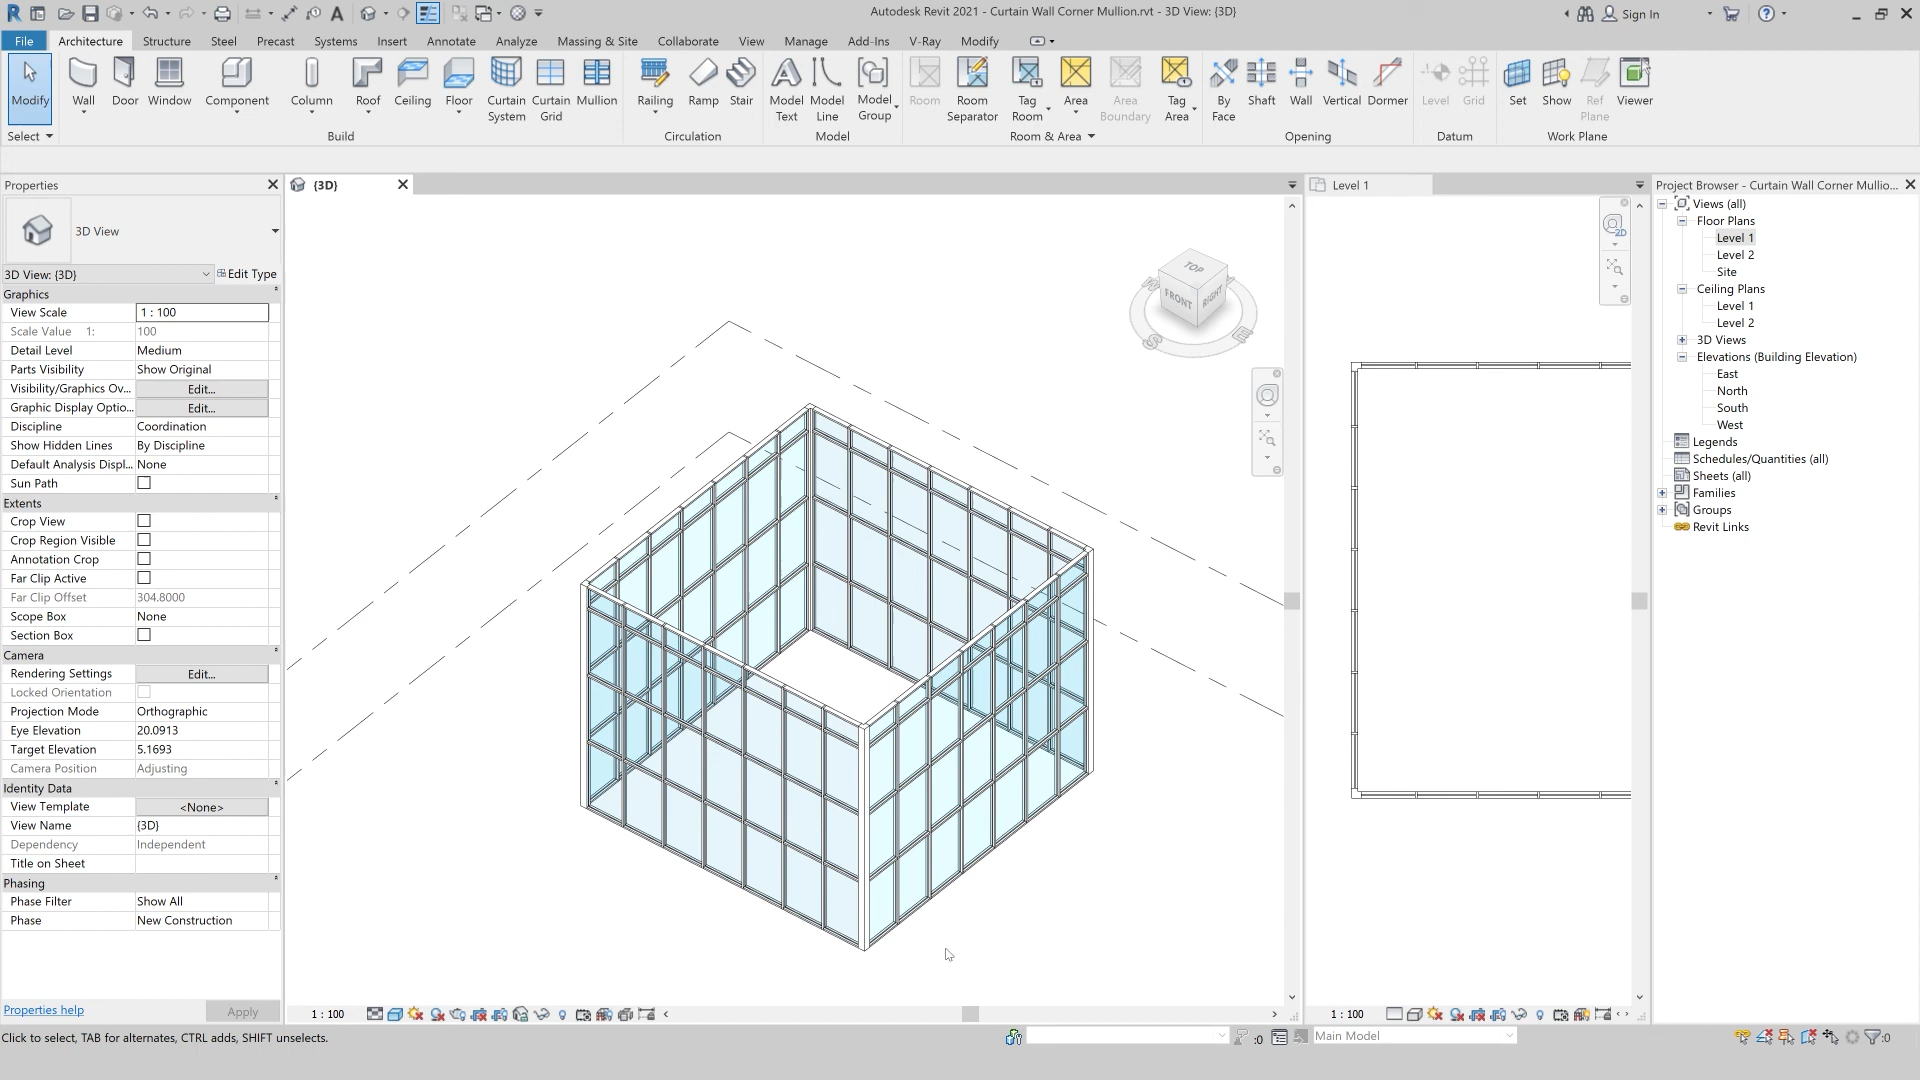 Autodesk Revit 2021 - Curtain Wall Corner Mullion.rvt - 3D View: {3D}
Sign In
File Architecture Structure Steel Precast Systems Insert Annotate Analyze Massing & Site Collaborate View Manage Add-Ins V-Ray Modify
Modify Wall Door Window Component Column Roof Ceiling Floor Curtain System Curtain Grid Mullion Railing Ramp Stair Model Text Model Line Model Group Room Room Separator Tag Room Area Area Boundary Tag Area By Face Shaft Wall Vertical Dormer Level Grid Set Show Ref Plane Viewer
Select Build Circulation Model Room & Area Opening Datum Work Plane
Properties
3D View
3D View: {3D} Edit Type
Graphics
View Scale 1 : 100
Scale Value 1: 100
Detail Level Medium
Parts Visibility Show Original
Visibility/Graphics Ov... Edit...
Graphic Display Optio... Edit...
Discipline Coordination
Show Hidden Lines By Discipline
Default Analysis Displ... None
Sun Path
Extents
Crop View
Crop Region Visible
Annotation Crop
Far Clip Active
Far Clip Offset 304.8000
Scope Box None
Section Box
Camera
Rendering Settings Edit...
Locked Orientation
Projection Mode Orthographic
Eye Elevation 20.0913
Target Elevation 5.1693
Camera Position Adjusting
Identity Data
View Template <None>
View Name {3D}
Dependency Independent
Title on Sheet
Phasing
Phase Filter Show All
Phase New Construction
Properties help Apply
{3D}
TOP
FRONT RIGHT
S E
1 : 100
Level 1
2D
1 : 100
Project Browser - Curtain Wall Corner Mullio...
Views (all)
Floor Plans
Level 1
Level 2
Site
Ceiling Plans
Level 1
Level 2
3D Views
Elevations (Building Elevation)
East
North
South
West
Legends
Schedules/Quantities (all)
Sheets (all)
Families
Groups
Revit Links
Click to select, TAB for alternates, CTRL adds, SHIFT unselects.
:0
Main Model
:0